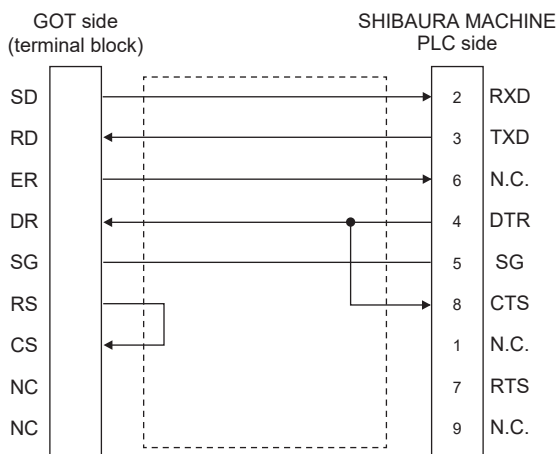 GOT side
(terminal block)
SHIBAURA MACHINE
PLC side
SD 2 RXD
RD 3 TXD
ER 6 N.C.
DR 4 DTR
SG 5 SG
RS 8 CTS
CS 1 N.C.
NC 7 RTS
NC 9 N.C.